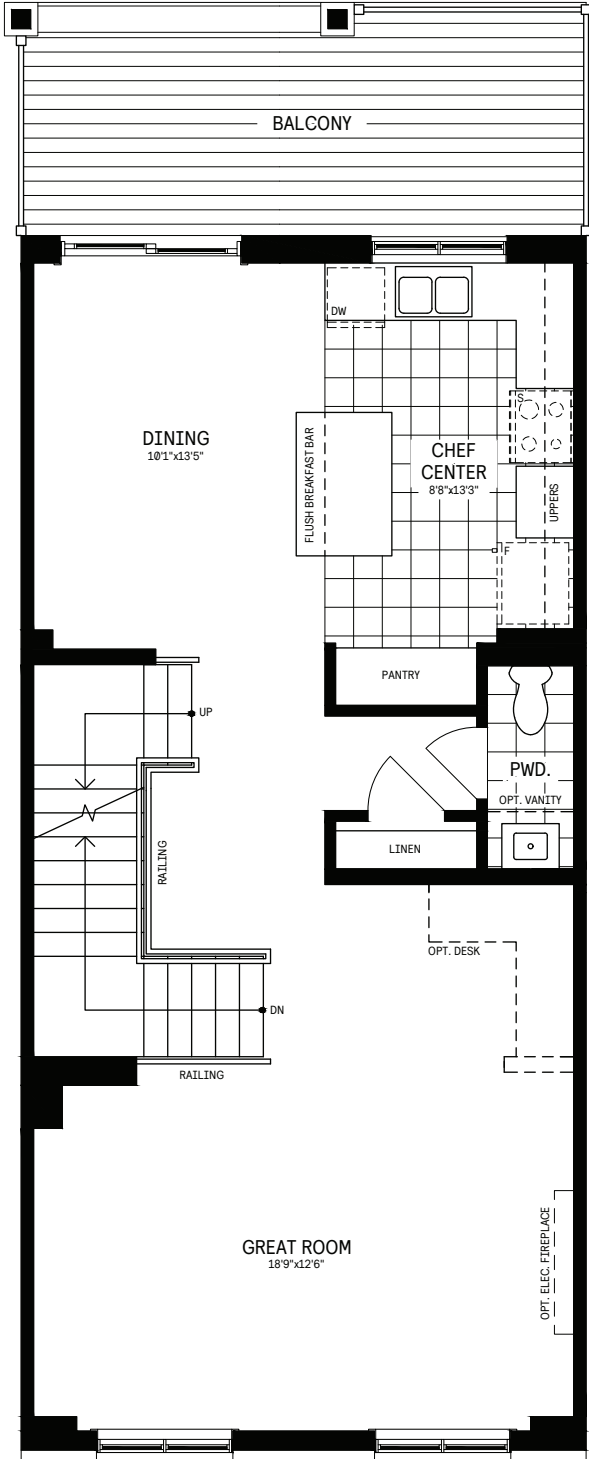 BALCONY
DW
S
DINING
10'1"x13'5"
FLUSH BREAKFAST BAR
CHEF
CENTER
8'8"x13'3"
UPPERS
F
PANTRY
UP
PWD.
OPT. VANITY
RAILING
LINEN
OPT. DESK
DN
RAILING
OPT. ELEC. FIREPLACE
GREAT ROOM
18'9"x12'6"